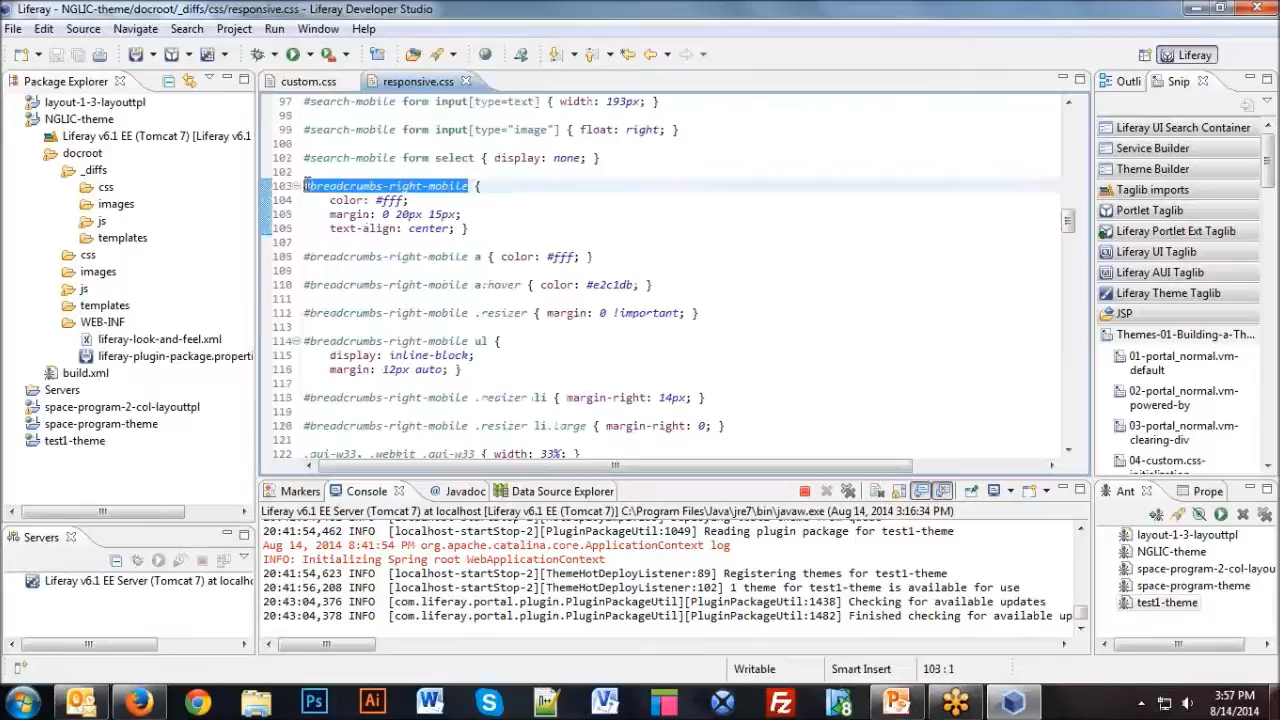 Liferay - NGLIC-theme/docroot/_diffs/css/responsive.css - Liferay Developer Studio
File Edit Source Navigate Search Project Run Window Help
Liferay
Package Explorer
layout-1-3-layouttpl
NGLIC-theme
Liferay v6.1 EE (Tomcat 7) [Liferay v6.1
docroot
_diffs
css
images
js
templates
css
images
js
templates
WEB-INF
liferay-look-and-feel.xml
liferay-plugin-package.properti
build.xml
Servers
space-program-2-col-layouttpl
space-program-theme
test1-theme
Servers
Liferay v6.1 EE Server (Tomcat 7) at localho
custom.css
responsive.css
97 #search-mobile form input[type=text] { width: 193px; }
98
99 #search-mobile form input[type="image"] { float: right; }
100
102 #search-mobile form select { display: none; }
102
103 #breadcrumbs-right-mobile {
104 color: #fff;
105 margin: 0 20px 15px;
106 text-align: center; }
107
108 #breadcrumbs-right-mobile a { color: #fff; }
109
110 #breadcrumbs-right-mobile a:hover { color: #e2c1db; }
111
112 #breadcrumbs-right-mobile .resizer { margin: 0 !important; }
113
114 #breadcrumbs-right-mobile ul {
115 display: inline-block;
116 margin: 12px auto; }
117
118 #breadcrumbs-right-mobile .resizer li { margin-right: 14px; }
119
120 #breadcrumbs-right-mobile .resizer li.large { margin-right: 0; }
121
122 .aui-w33, .webkit .aui-w33 { width: 33%; }
Markers Console Javadoc Data Source Explorer
Liferay v6.1 EE Server (Tomcat 7) at localhost [Liferay v6.1 EE (Tomcat 7)] C:\Program Files\Java\jre7\bin\javaw.exe (Aug 14, 2014 3:16:34 PM)
20:41:54,462 INFO [localhost-startStop-2][PluginPackageUtil:1049] Reading plugin package for test1-theme
Aug 14, 2014 8:41:54 PM org.apache.catalina.core.ApplicationContext log
INFO: Initializing Spring root WebApplicationContext
20:41:54,623 INFO [localhost-startStop-2][ThemeHotDeployListener:89] Registering themes for test1-theme
20:41:56,208 INFO [localhost-startStop-2][ThemeHotDeployListener:102] 1 theme for test1-theme is available for use
20:43:04,376 INFO [com.liferay.portal.plugin.PluginPackageUtil][PluginPackageUtil:1438] Checking for available updates
20:43:04,376 INFO [com.liferay.portal.plugin.PluginPackageUtil][PluginPackageUtil:1482] Finished checking for available up
Outli Snip
Liferay UI Search Container
Service Builder
Theme Builder
Taglib imports
Portlet Tagl
Liferay Portlet Ext Taglib
Liferay UI Taglib
Liferay AUI Taglib
Liferay Theme Taglib
JSP
Themes-01-Building-a-Th...
01-portal_normal.vm-
default
02-portal_normal.vm-
powered-by
03-portal_normal.vm-
clearing-div
04-custom.css-
Ant Prope
layout-1-3-layouttpl
NGLIC-theme
space-program-2-col-layou
space-program-theme
test1-theme
Writable Smart Insert 103 : 1
3:57 PM
8/14/2014